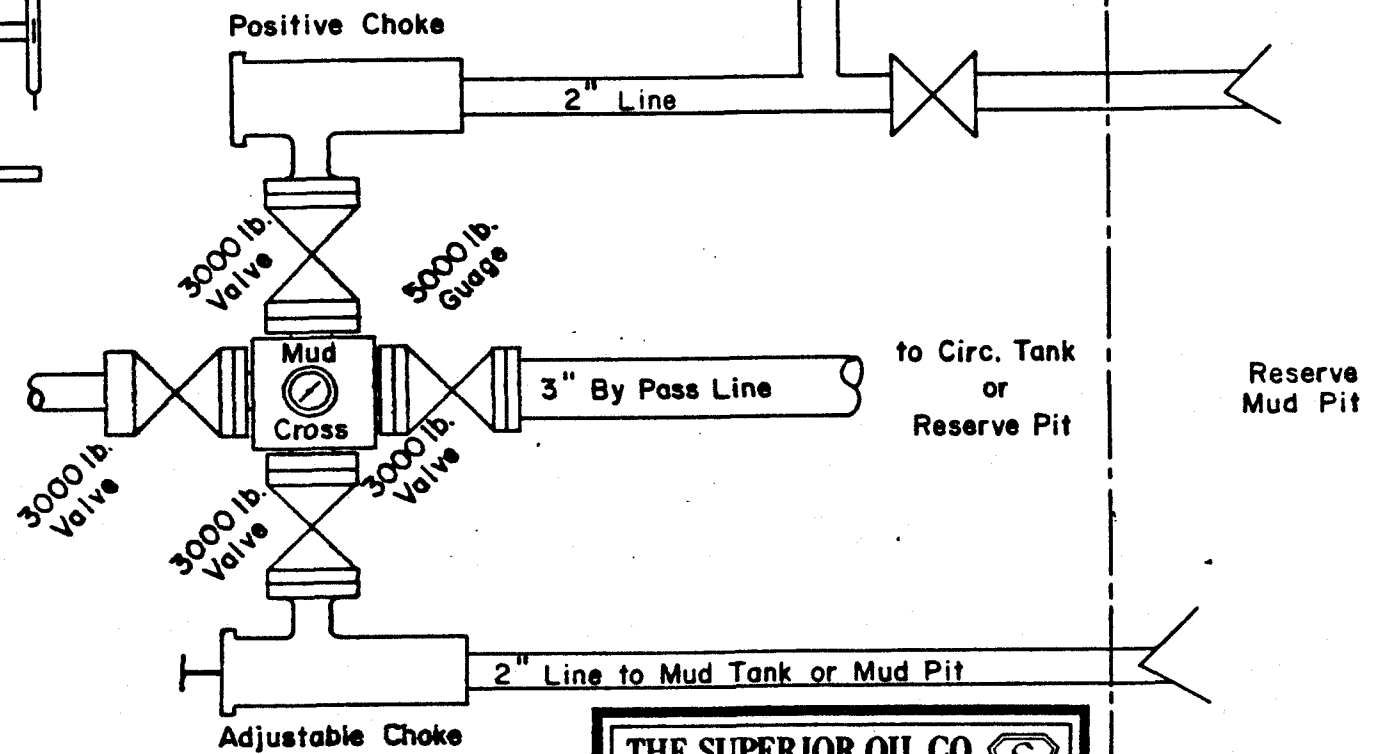 Positive Choke
2" Line
3000 lb.
Valve
5000 lb.
Guage
Mud
Cross
3" By Pass Line
to Circ. Tank
or
Reserve Pit
Reserve
Mud Pit
3000 lb.
Valve
3000 lb.
Valve
3000 lb.
Valve
2" Line to Mud Tank or Mud Pit
Adjustable Choke
THE SUPERIOR OIL CO.
S